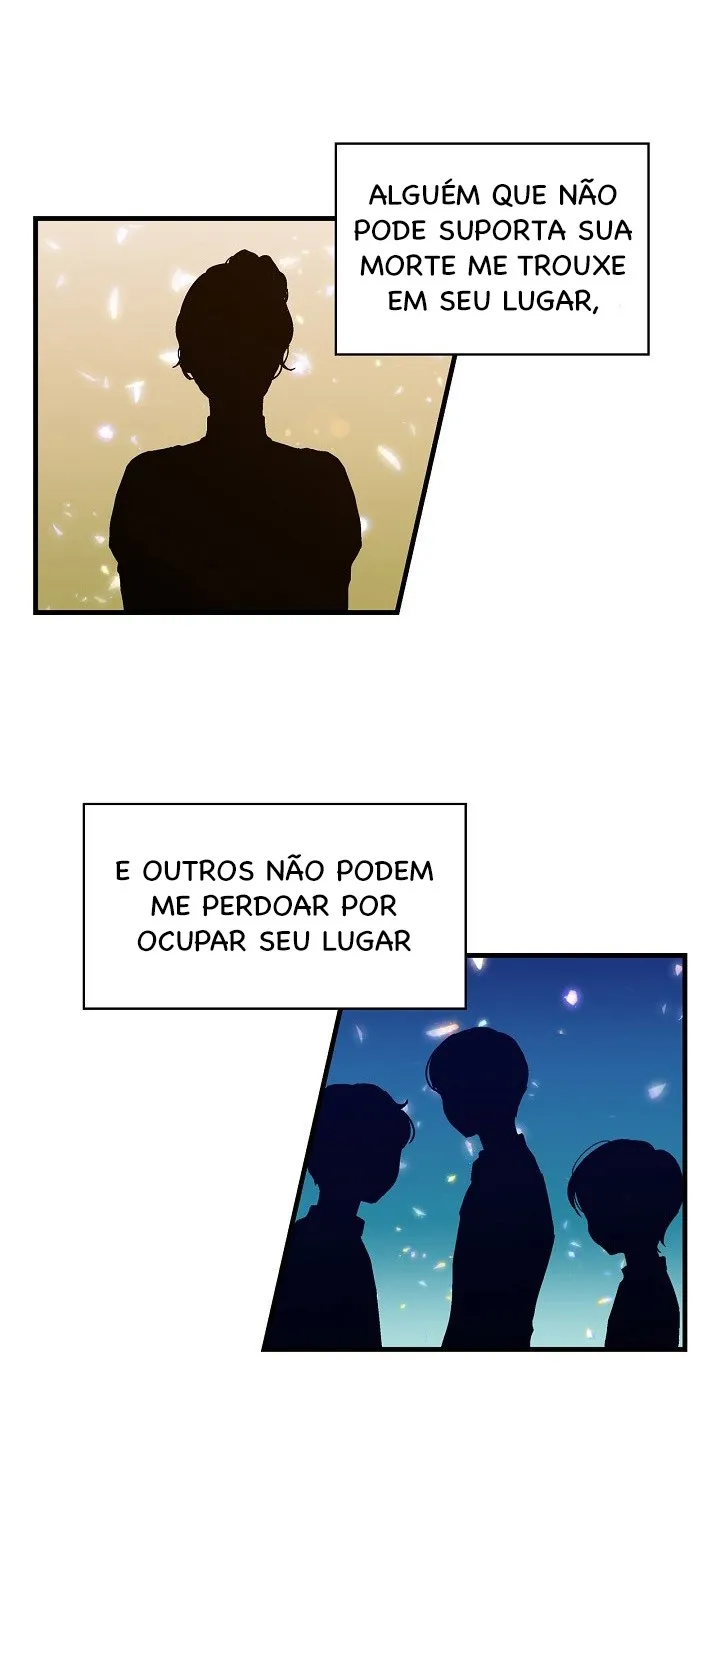 ALGUÉM QUE NÃO
PODE SUPORTA SUA
MORTE ME TROUXE
EM SEU LUGAR,
E OUTROS NÃO PODEM
ME PERDOAR POR
OCUPAR SEU LUGAR